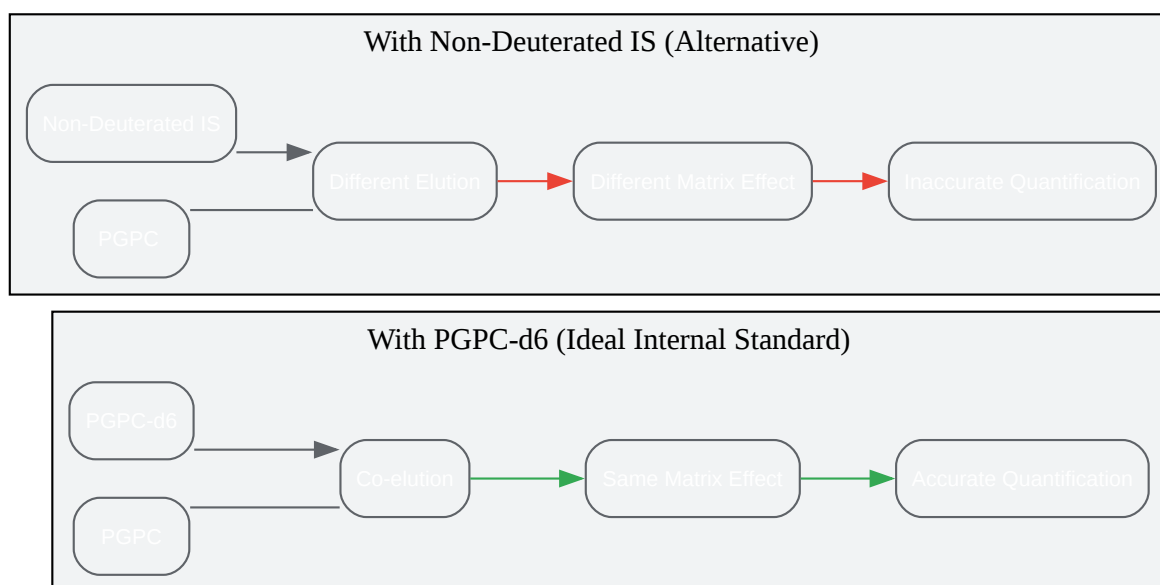 With Non-Deuterated IS (Alternative)
Non-Deuterated IS
PGPC
Different Elution
Different Matrix Effect
Inaccurate Quantification
With PGPC-d6 (Ideal Internal Standard)
PGPC-d6
PGPC
Co-elution
Same Matrix Effect
Accurate Quantification